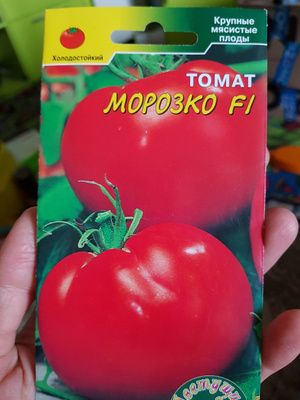 Холодостойкий
Крупные
мясистые
плоды
ТОМАТ
МОРОЗКО F1